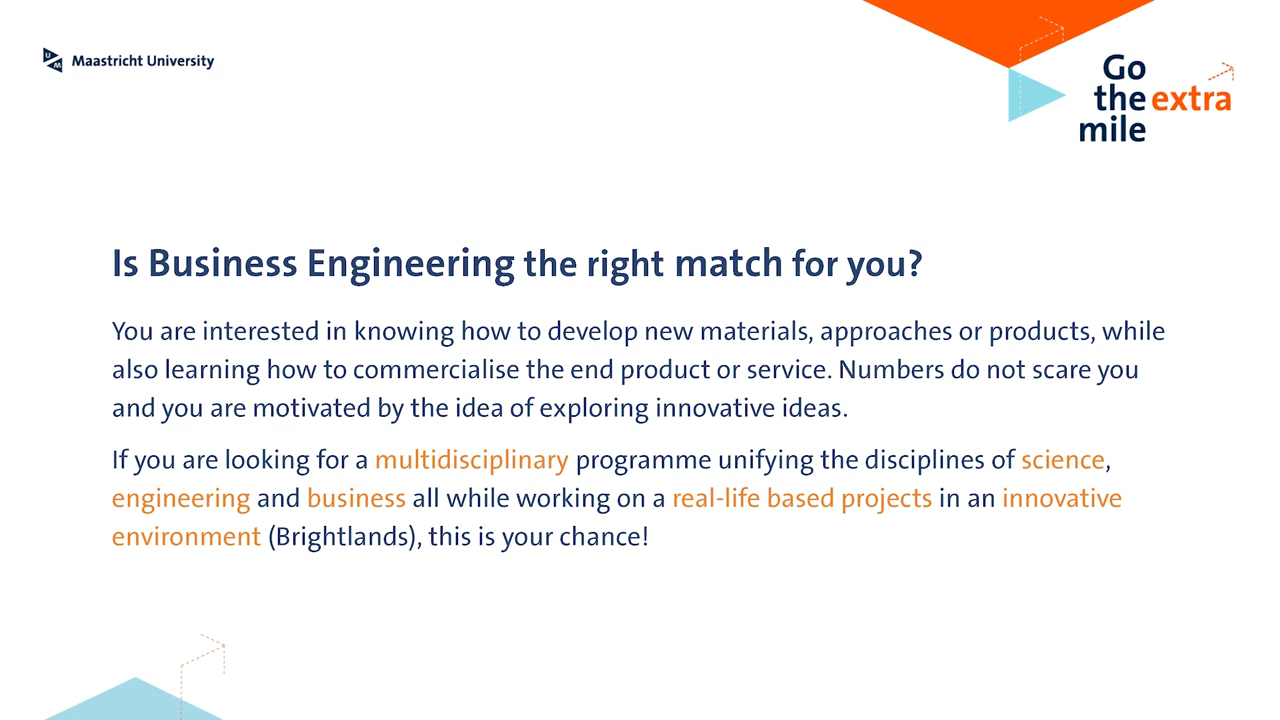 Maastricht University
Go
the extra
mile
Is Business Engineering the right match for you?
You are interested in knowing how to develop new materials, approaches or products, while
also learning how to commercialise the end product or service. Numbers do not scare you
and you are motivated by the idea of exploring innovative ideas.
If you are looking for a multidisciplinary programme unifying the disciplines of science,
engineering and business all while working on a real-life based projects in an innovative
environment (Brightlands), this is your chance!